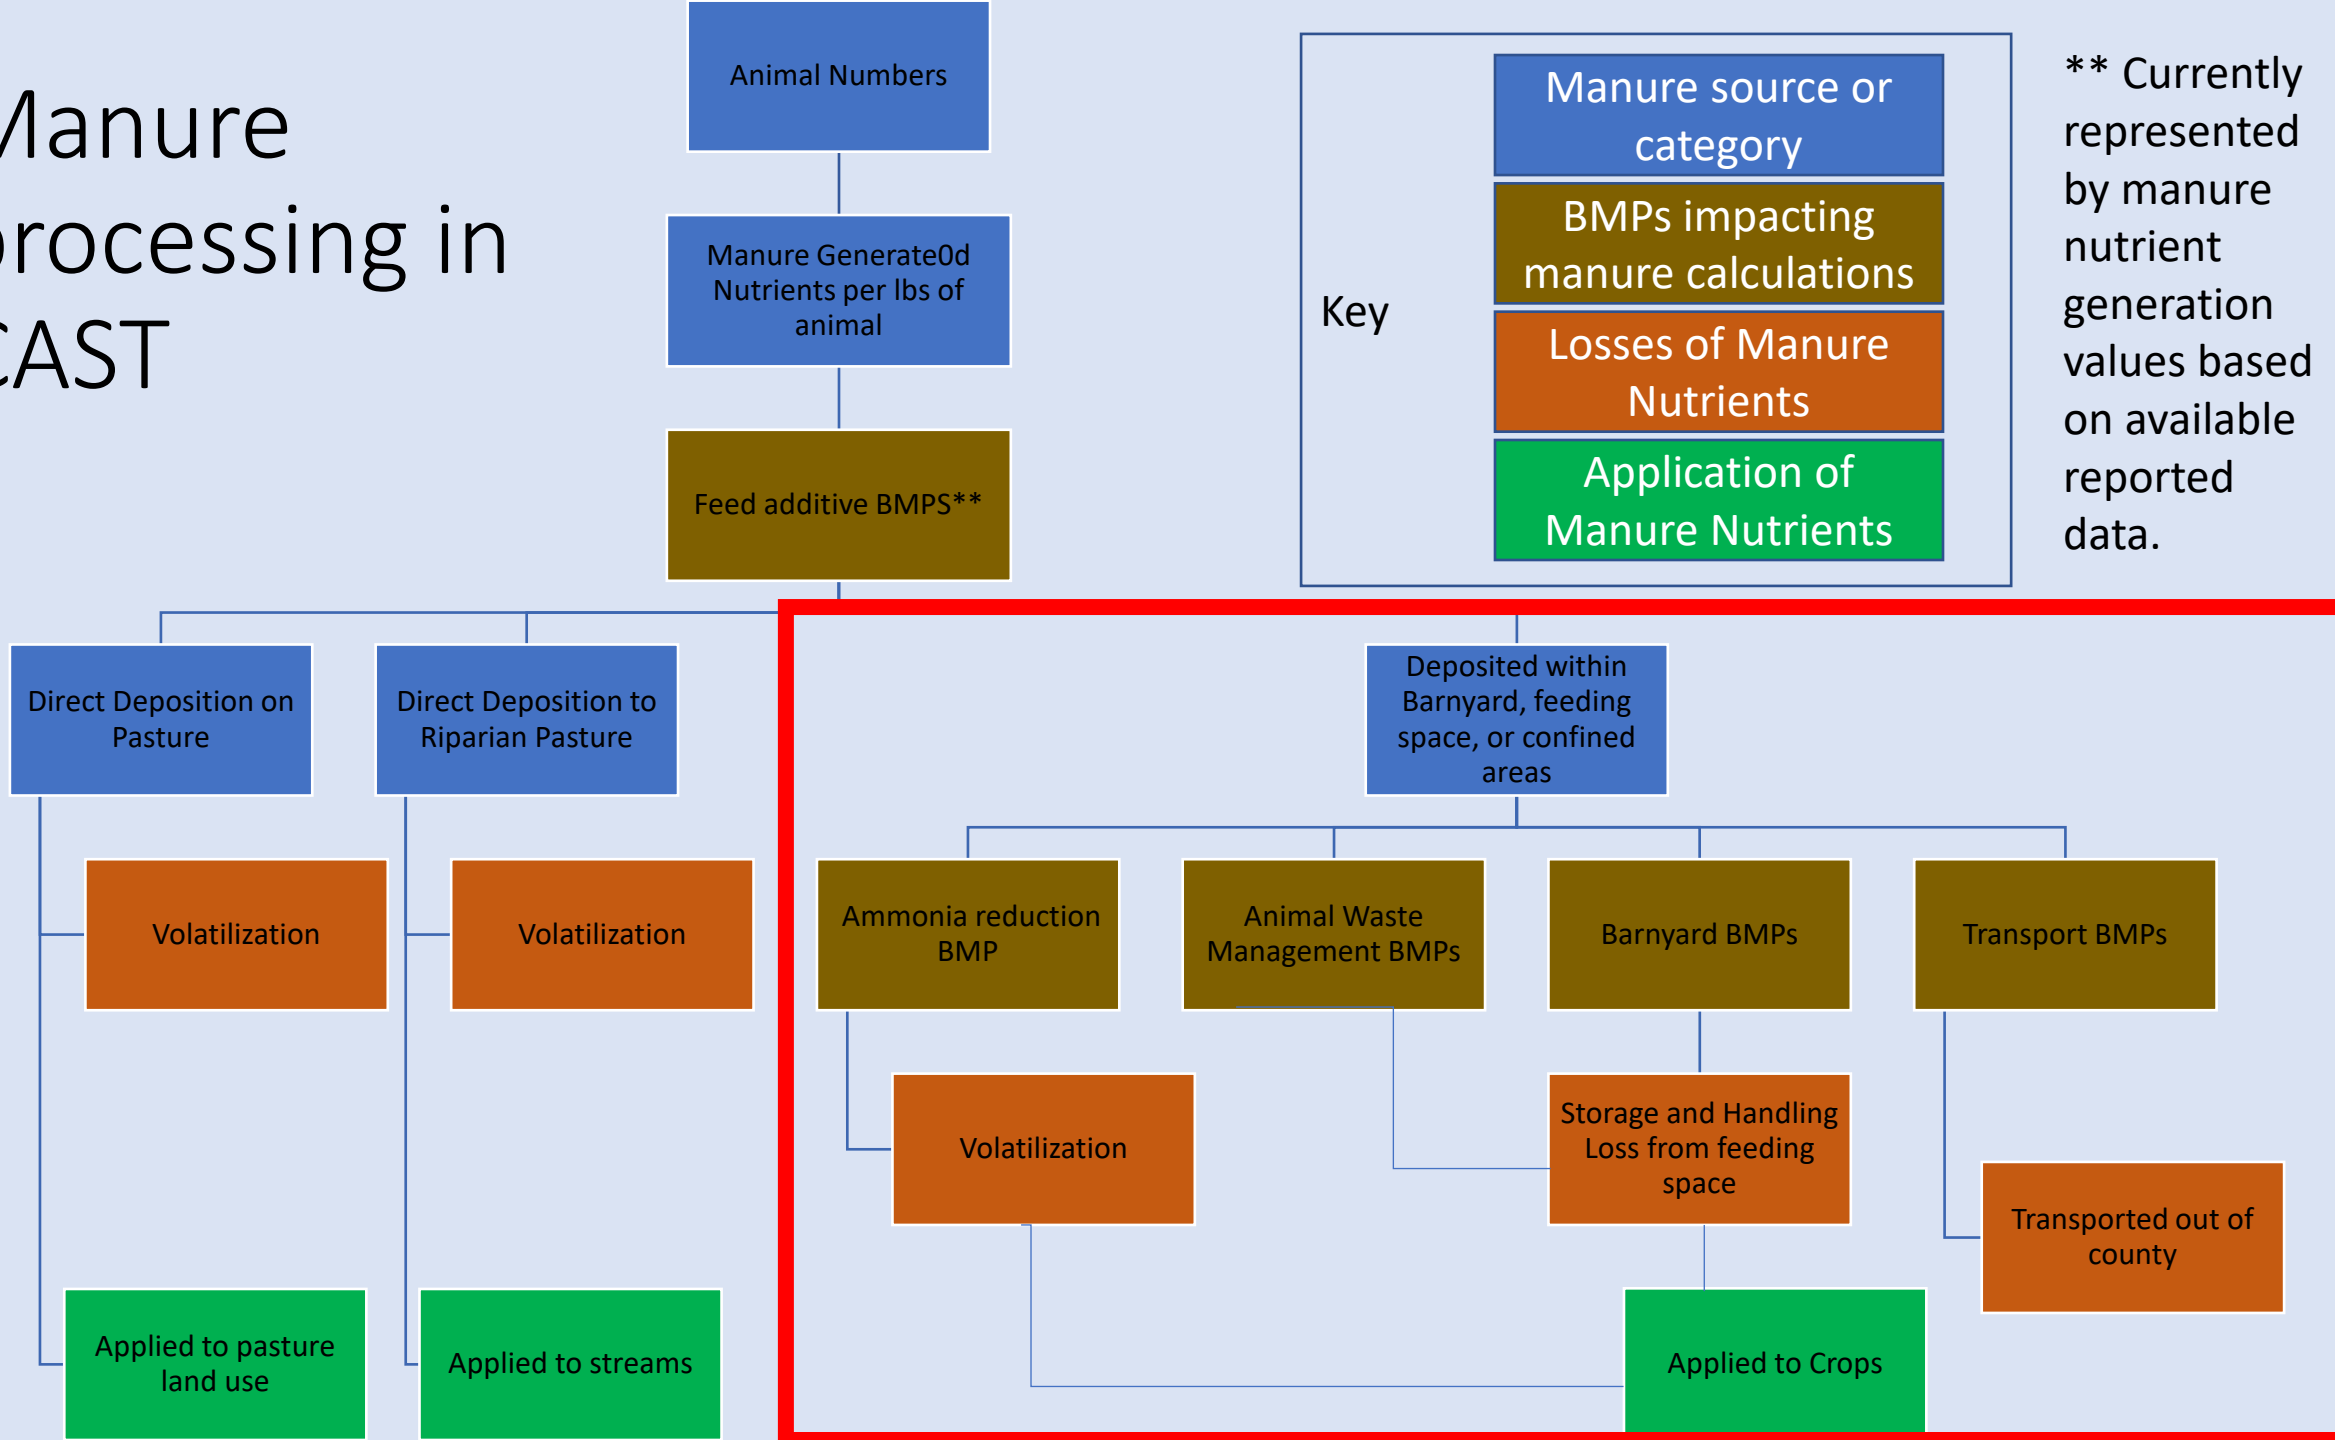 Manure
processing in
CAST
Animal Numbers
Manure Generate0d
Nutrients per lbs of
animal
Feed additive BMPS**
Key
Manure source or
category
BMPs impacting
manure calculations
Losses of Manure
Nutrients
Application of
Manure Nutrients
** Currently
represented
by manure
nutrient
generation
values based
on available
reported
data.
Direct Deposition on
Pasture
Direct Deposition to
Riparian Pasture
Deposited within
Barnyard, feeding
space, or confined
areas
Volatilization
Volatilization
Ammonia reduction
BMP
Animal Waste
Management BMPs
Barnyard BMPs
Transport BMPs
Volatilization
Storage and Handling
Loss from feeding
space
Transported out of
county
Applied to pasture
land use
Applied to streams
Applied to Crops